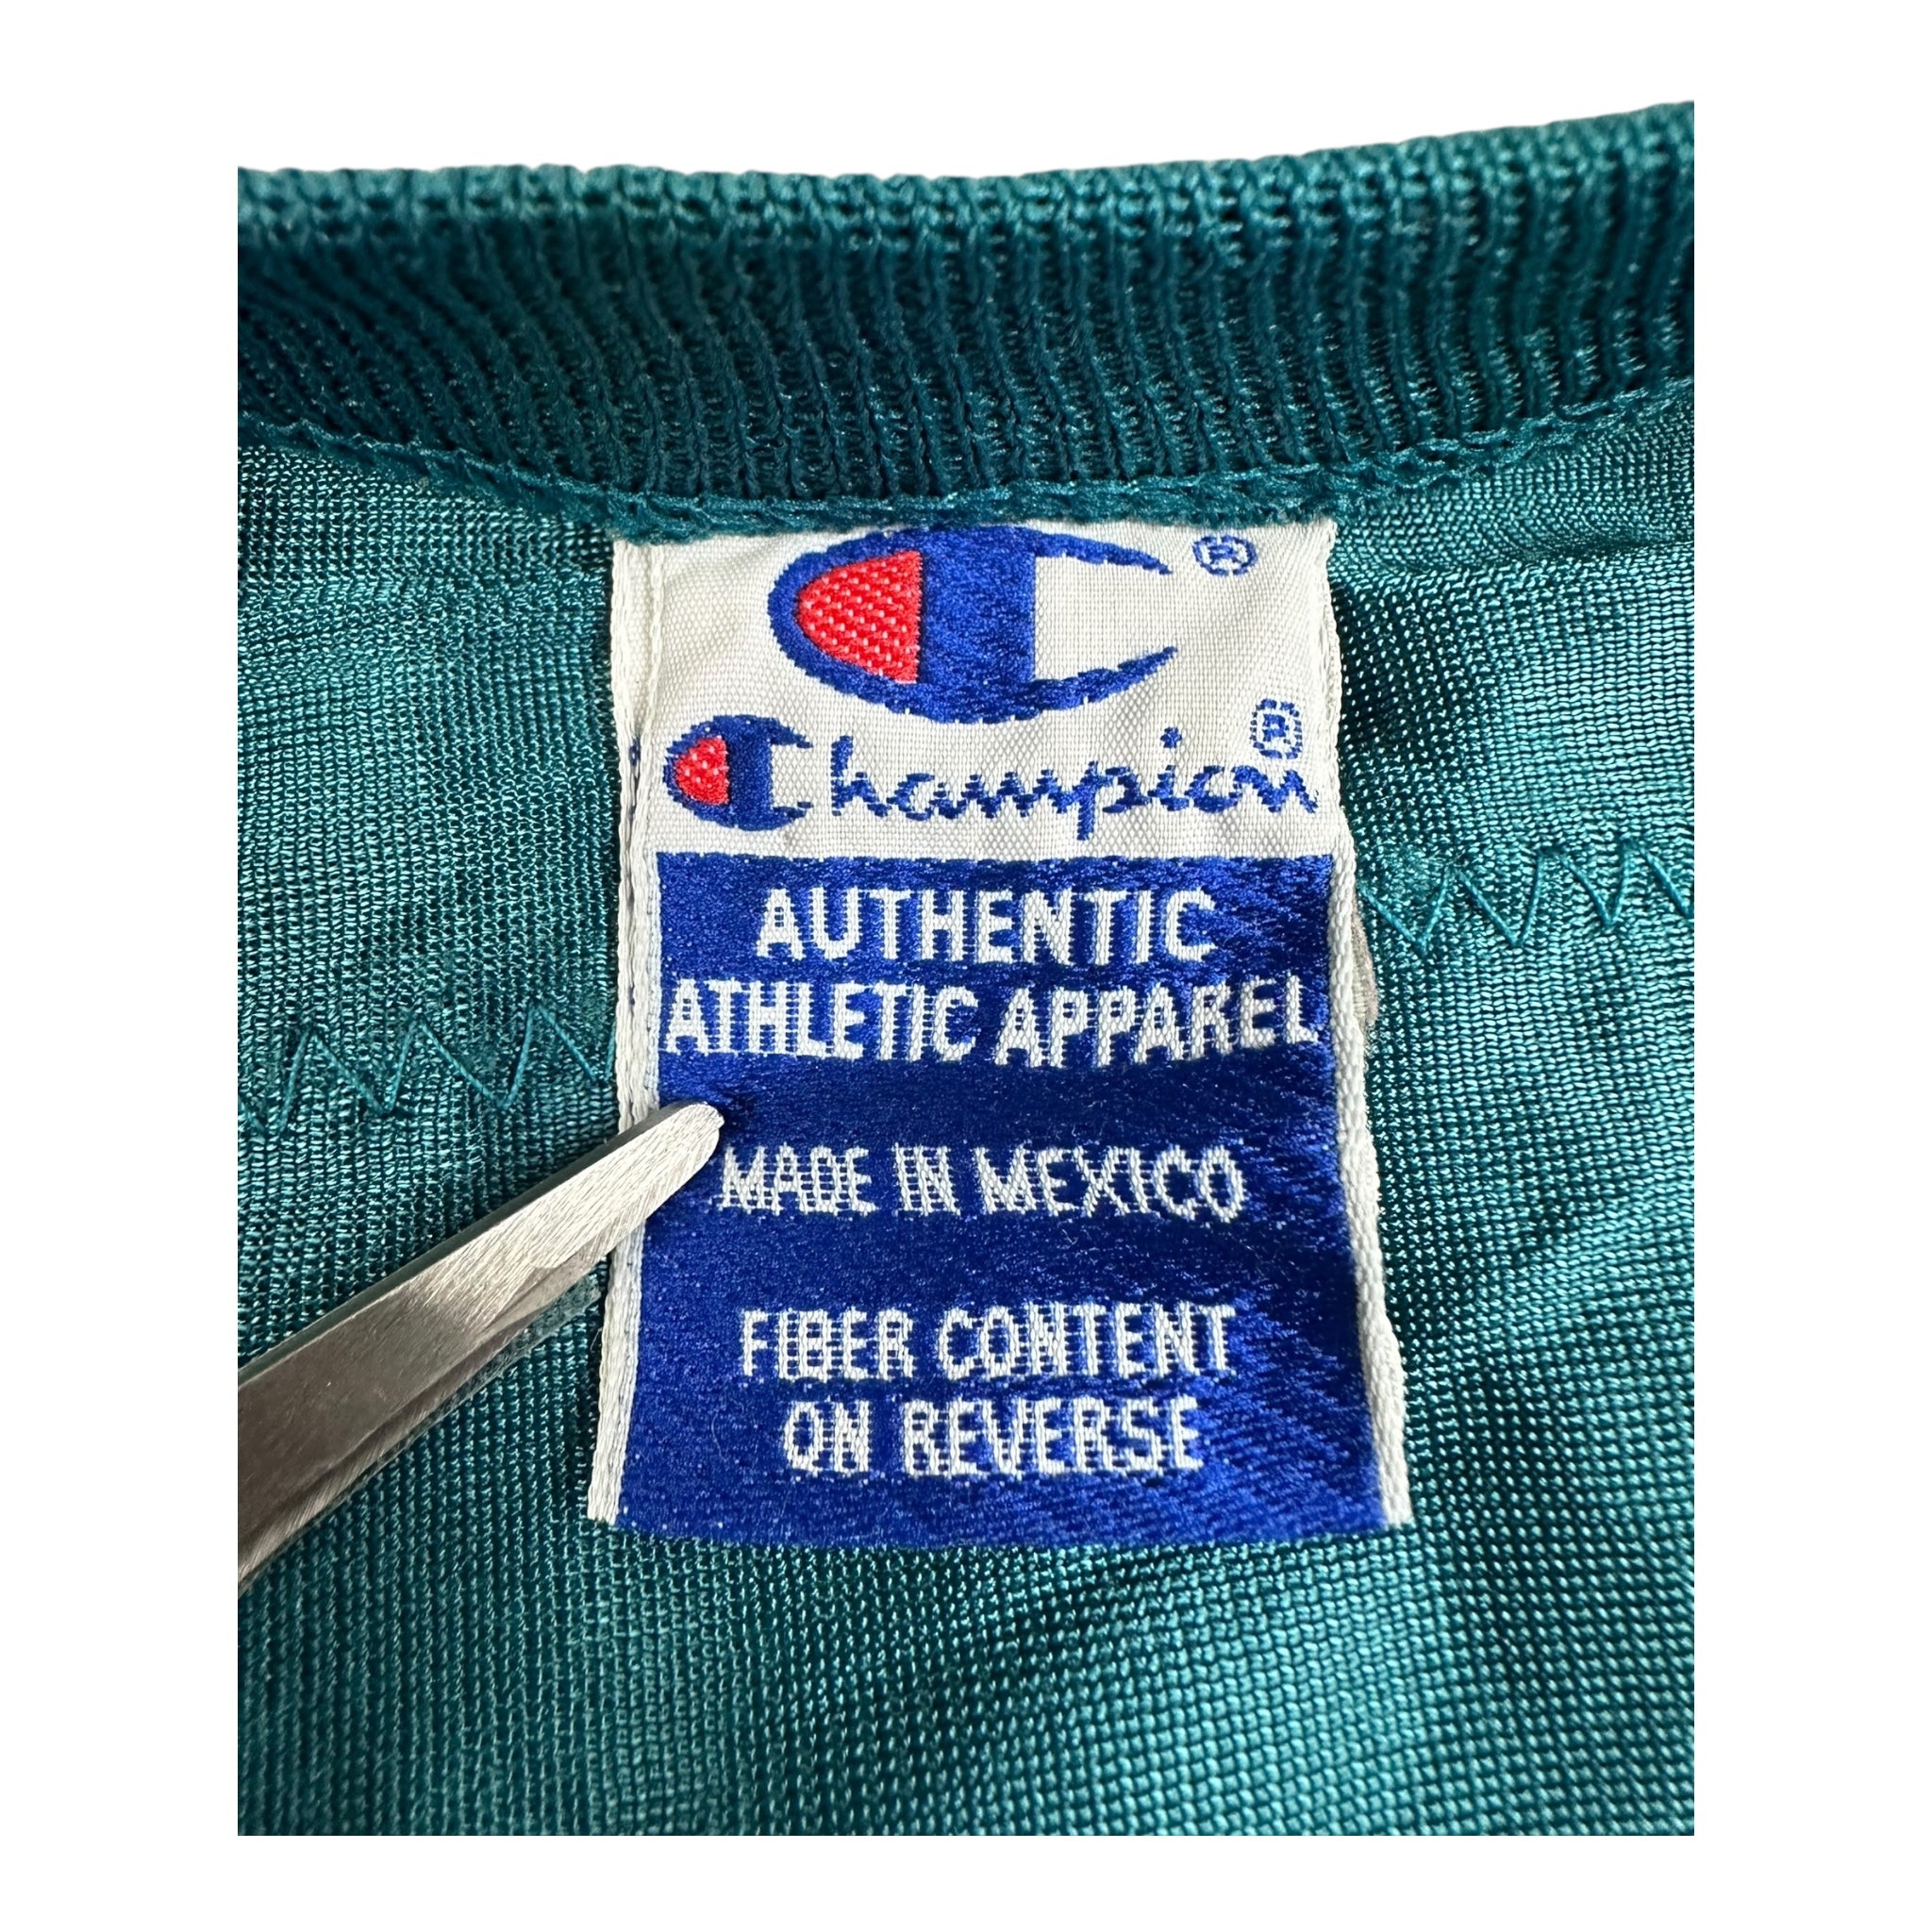 ®
Champion®
AUTHENTIC
ATHLETIC APPAREL
MADE IN MEXICO
FIBER CONTENT
ON REVERSE